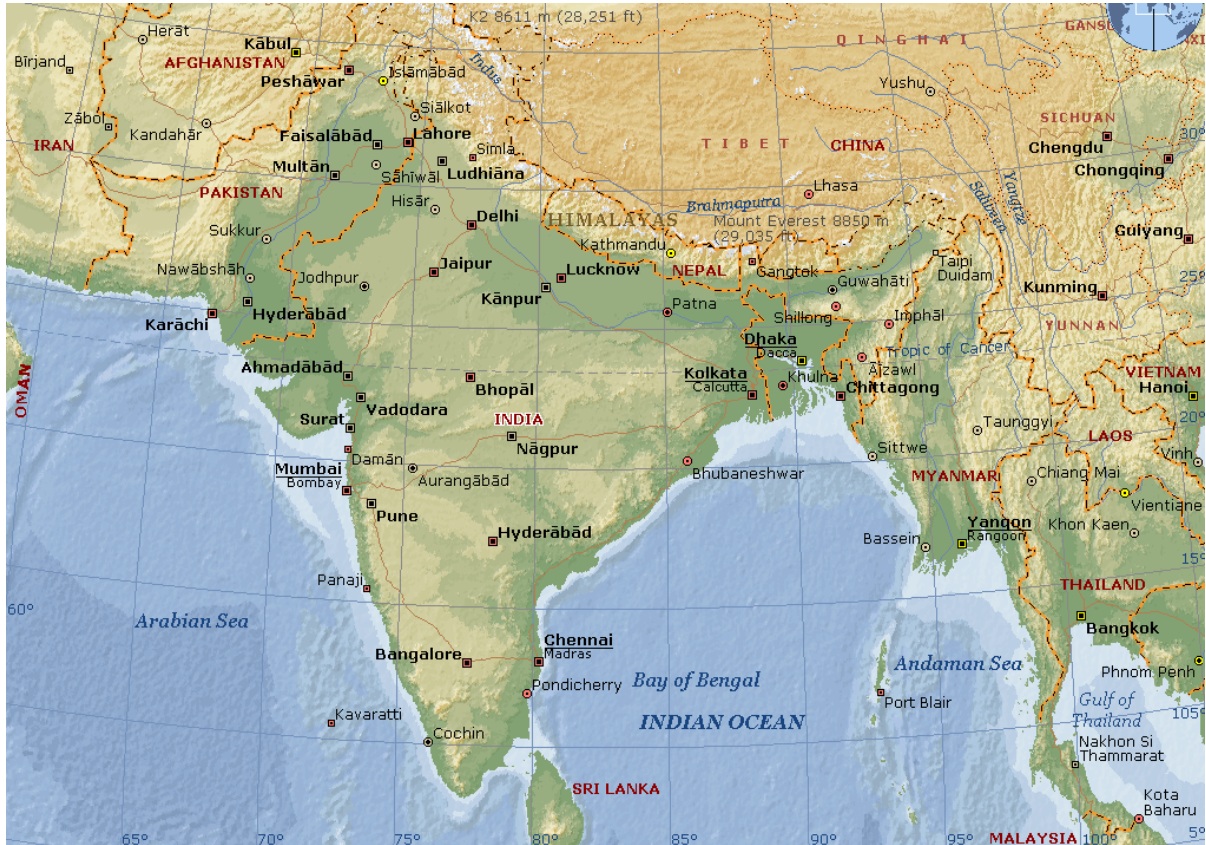 K2 8611 m (28,251 ft)
GANSU
Herāt
QINGHAI
Kābul
AFGHANISTAN
Bīrjand
Peshāwar
Islāmābād
Indus
Yushu
Siālkot
Zābol
Kandahār
SICHUAN
30°
Faisalābād
Lahore
TIBET
CHINA
Chengdu
IRAN
Simla
Chongqing
Multān
Sāhīwāl
Ludhiāna
PAKISTAN
Lhasa
Salween
Yangtze
Hisār
Brahmaputra
Delhi
HIMALAYAS
Mount Everest 8850 m
(29,035 ft)
Sukkur
Kathmandu
Gulyang
Taipi
Duidam
Nawābshāh
Jodhpur
Jaipur
Lucknow
NEPAL
Gangtok
25°
Guwahāti
Kānpur
Kunming
Patna
Hyderābād
Shillong
Karāchi
Imphāl
YUNNAN
Dhaka
Dacca
Tropic of Cancer
OMAN
Ahmadābād
Kolkata
Calcutta
Aīzawl
VIETNAM
Bhopāl
Khulna
Chittagong
Hanoi
Vadodara
Surat
INDIA
20°
Taunggyi
LAOS
Nāgpur
Damān
Sittwe
Vinh
Mumbai
Bombay
Aurangābād
Bhubaneshwar
MYANMAR
Chiang Mai
Pune
Vientiane
Yangon
Rangoon
Khon Kaen
Hyderābād
Bassein
15°
Panaji
THAILAND
60°
Arabian Sea
Bangkok
Chennai
Madras
Bangalore
Andaman Sea
Phnom Penh
Bay of Bengal
Pondicherry
Port Blair
Gulf of
Thailand
105°
Kavaratti
INDIAN OCEAN
Cochin
Nakhon Si
Thammarat
SRI LANKA
Kota
Baharu
65°
70°
75°
80°
85°
90°
95°
MALAYSIA
100°
5°